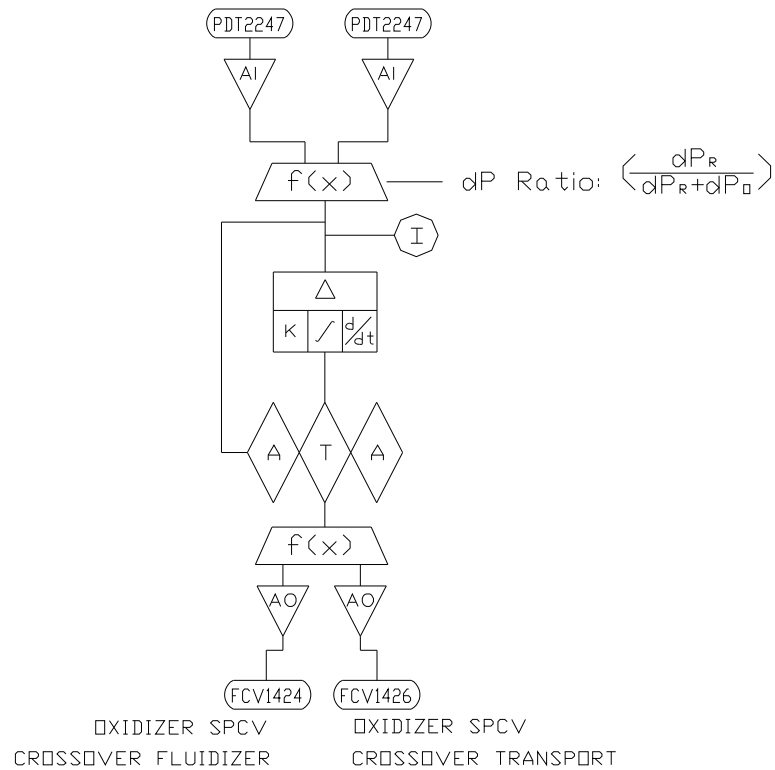 PDT2247 PDT2247
AI AI
f(x) dP Ratio: (dPR / dPR+dPO)
I
Δ
K ∫ d/dt
A T A
f(x)
AO AO
FCV1424 FCV1426
OXIDIZER SPCV OXIDIZER SPCV
CROSSOVER FLUIDIZER CROSSOVER TRANSPORT